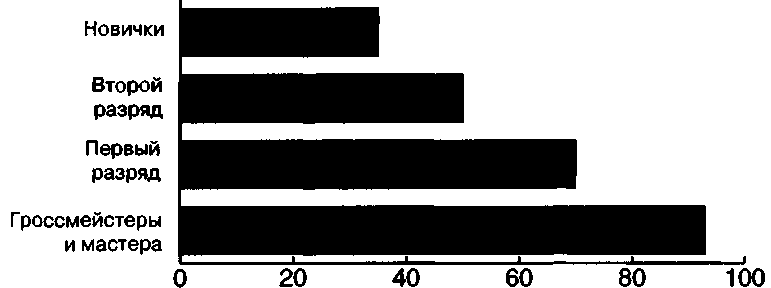 Новички
Второй
разряд
Первый
разряд
Гроссмейстеры
и мастера
0 20 40 60 80 100